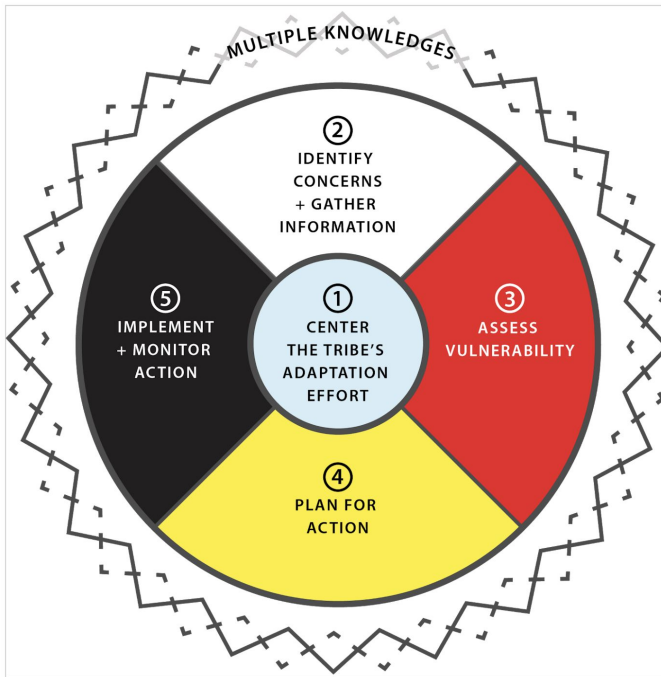 MULTIPLE KNOWLEDGES
1
CENTER
THE TRIBE'S
ADAPTATION
EFFORT
2
IDENTIFY
CONCERNS
+ GATHER
INFORMATION
3
ASSESS
VULNERABILITY
4
PLAN FOR
ACTION
5
IMPLEMENT
+ MONITOR
ACTION